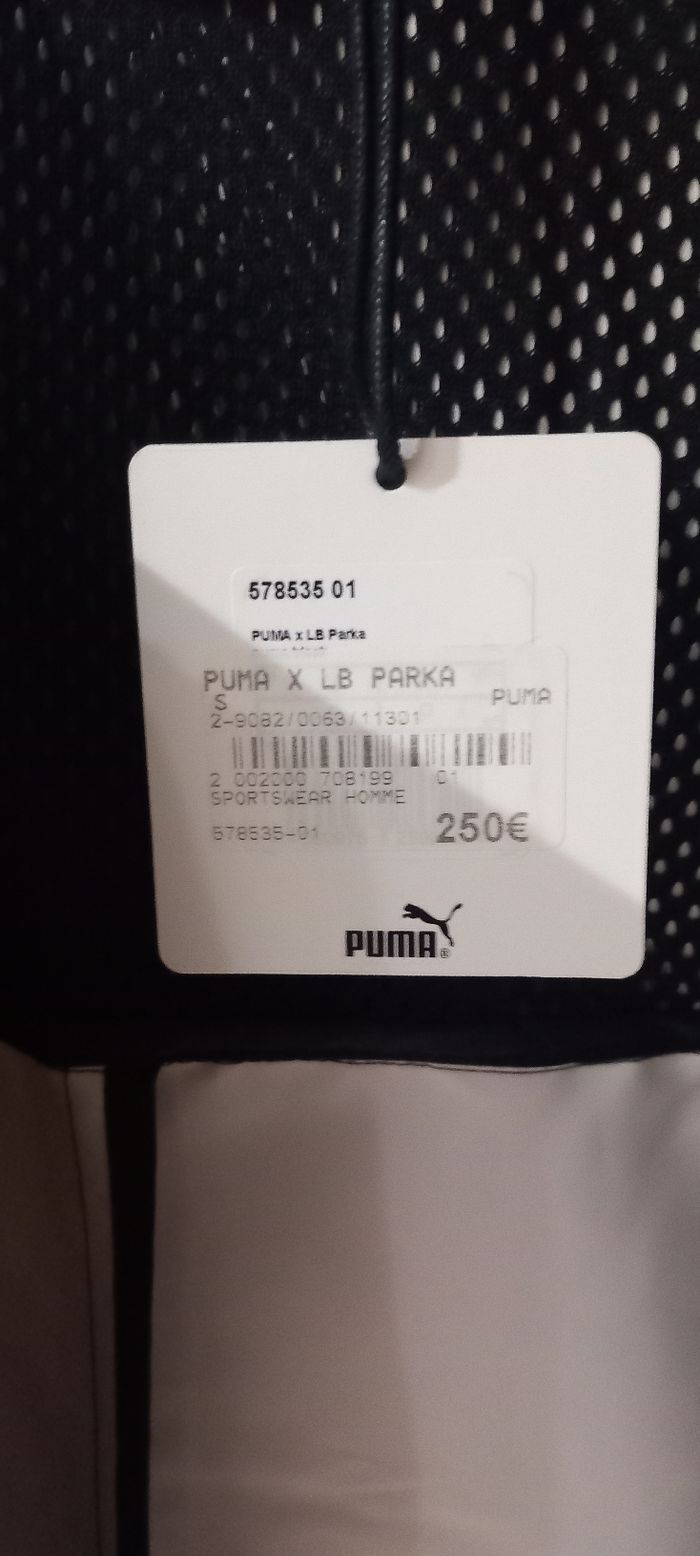 578535 01
PUMA x LB Parka
PUMA X LB PARKA
S PUMA
2-9082/0063/11301
2 002000 708199 01
SPORTSWEAR HOMME
578535-01 250€
PUMA®